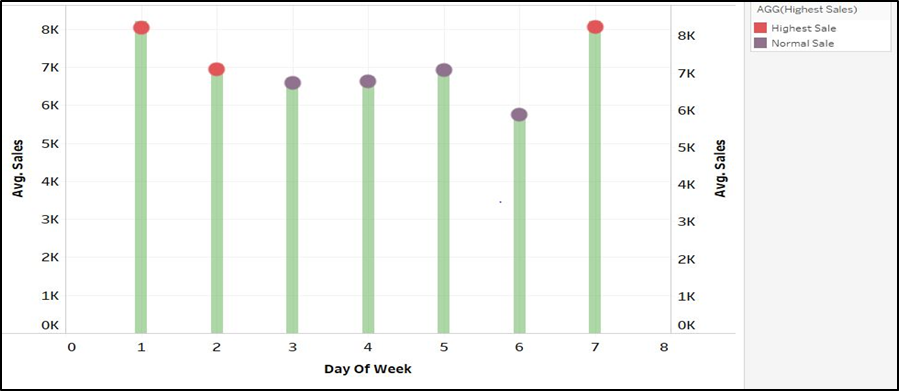 AGG(Highest Sales)
Highest Sale
Normal Sale
Avg. Sales
8K
7K
6K
5K
4K
3K
2K
1K
0K
8K
7K
6K
5K
4K
3K
2K
1K
0K
Avg. Sales
0 1 2 3 4 5 6 7 8
Day Of Week